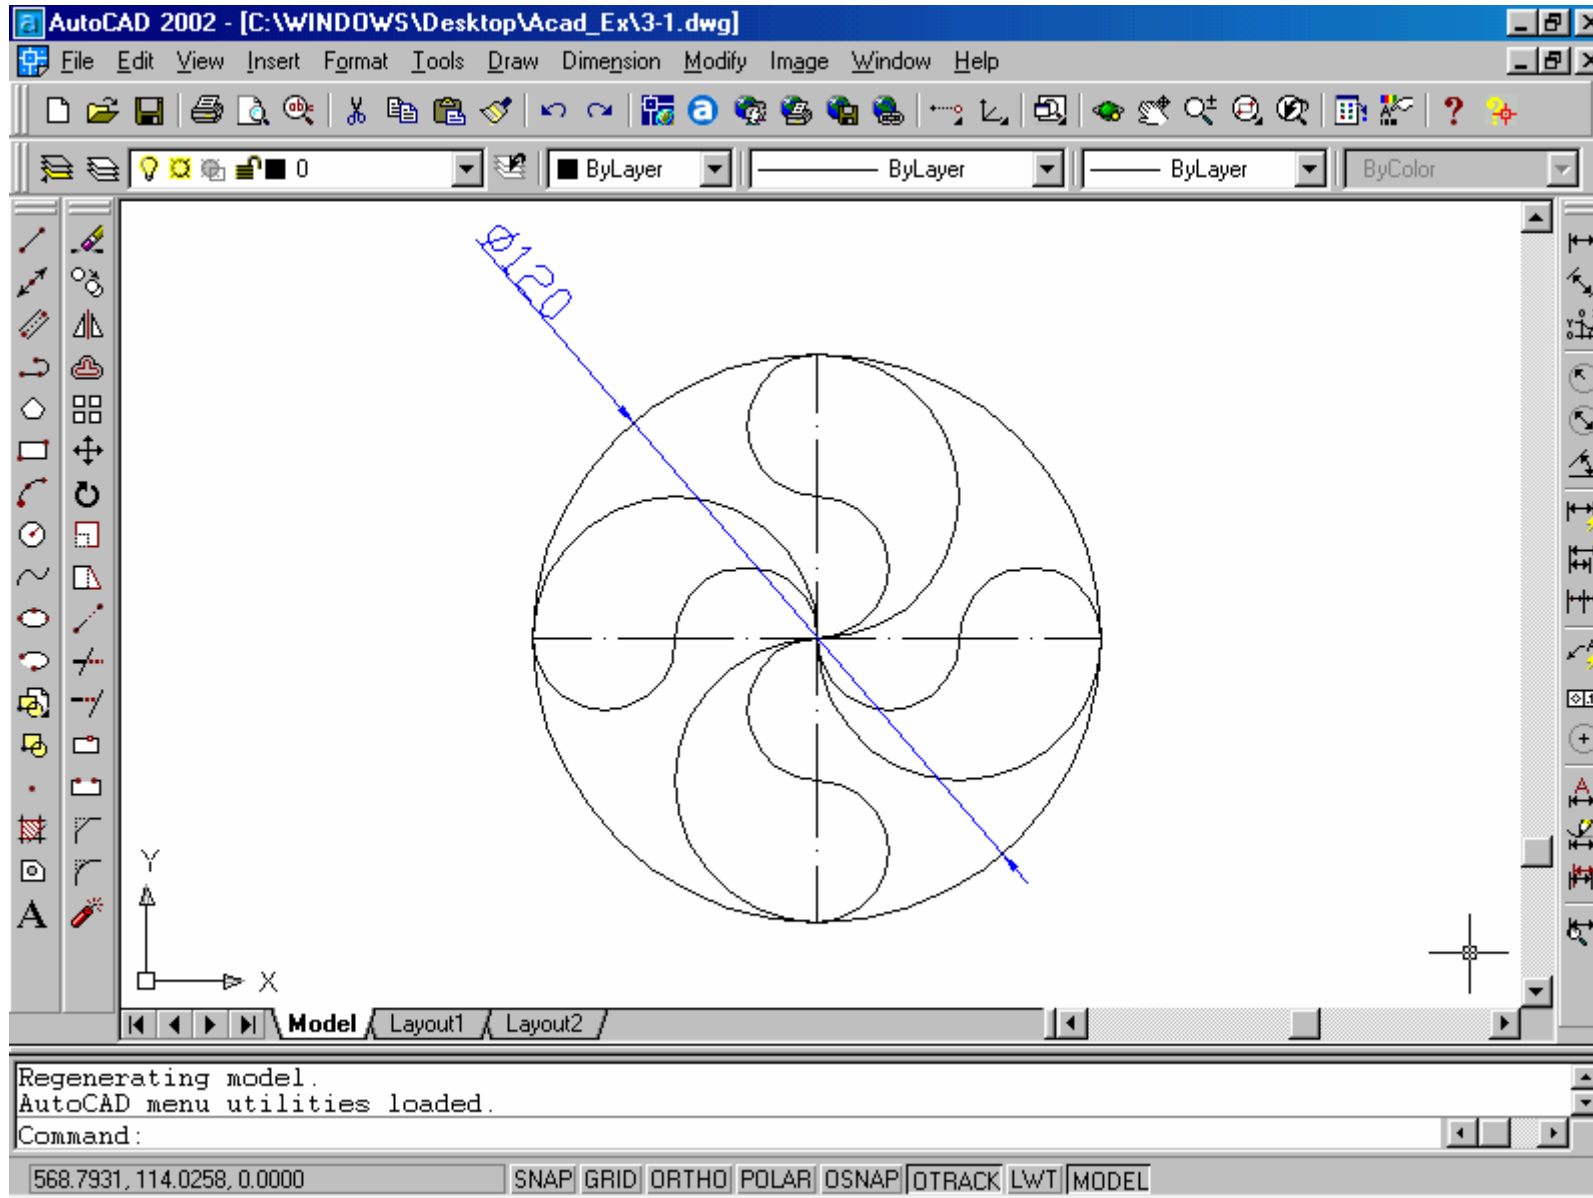 AutoCAD 2002 - [C:\WINDOWS\Desktop\Acad_Ex\3-1.dwg]
File Edit View Insert Format Tools Draw Dimension Modify Image Window Help
0 ByLayer ByLayer ByLayer ByColor
Ø120
Y
X
A
Model Layout1 Layout2
Regenerating model.
AutoCAD menu utilities loaded.
Command:
568.7931, 114.0258, 0.0000 SNAP GRID ORTHO POLAR OSNAP OTRACK LWT MODEL